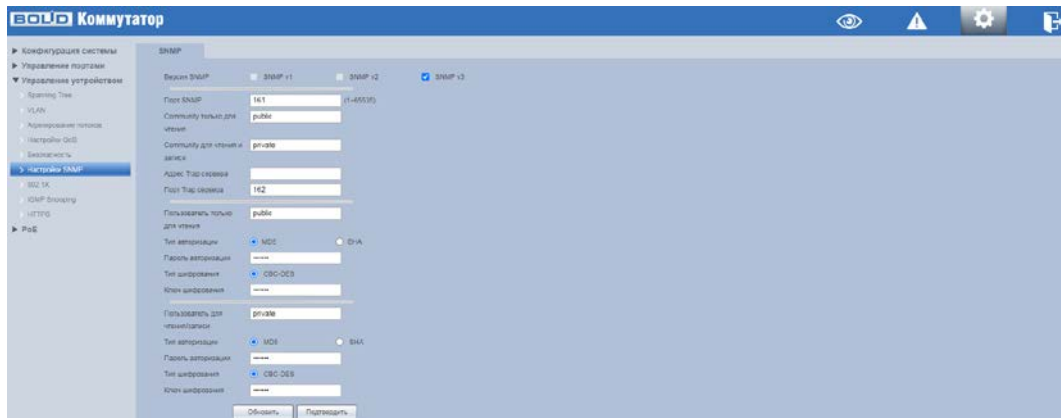 BOLID Коммутатор
SNMP
Конфигурация системы
Управление портами
Управление устройством
Spanning Tree
VLAN
Агрегирование потоков
Настройки QoS
Безопасность
Настройки SNMP
802.1X
IGMP Snooping
HTTPS
PoE
Версия SNMP SNMP v1 SNMP v2 SNMP v3
Порт SNMP 161 (1~65535)
Community только для чтения public
Community для чтения и записи private
Адрес Trap сервера
Порт Trap сервера 162
Пользователь только для чтения public
Тип авторизации MD5 SHA
Пароль авторизации
Тип шифрования CBC-DES
Ключ шифрования
Пользователь для чтения/записи private
Тип авторизации MD5 SHA
Пароль авторизации
Тип шифрования CBC-DES
Ключ шифрования
Обновить Подтвердить